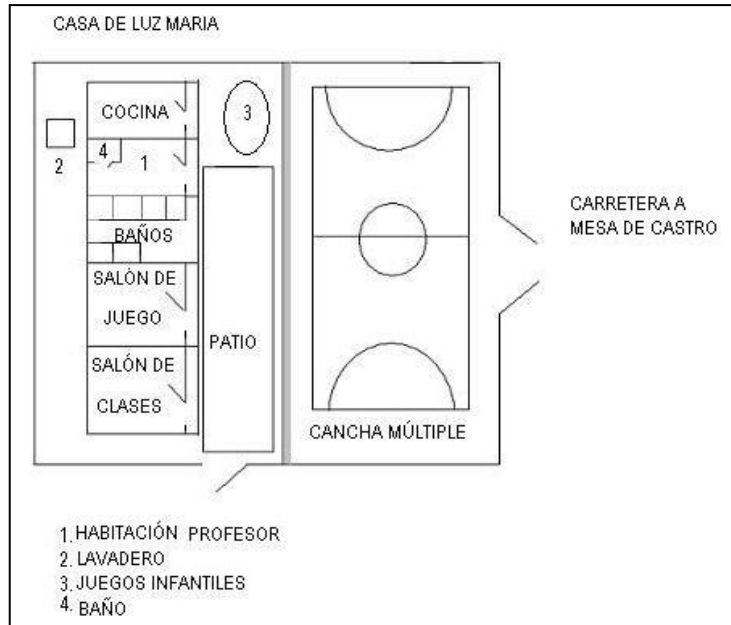 CASA DE LUZ MARIA
COCINA
3
4
1
2
BAÑOS
SALÓN DE
JUEGO
SALÓN DE
CLASES
PATIO
CANCHA MÚLTIPLE
CARRETERA A
MESA DE CASTRO
1. HABITACIÓN PROFESOR
2. LAVADERO
3. JUEGOS INFANTILES
4. BAÑO